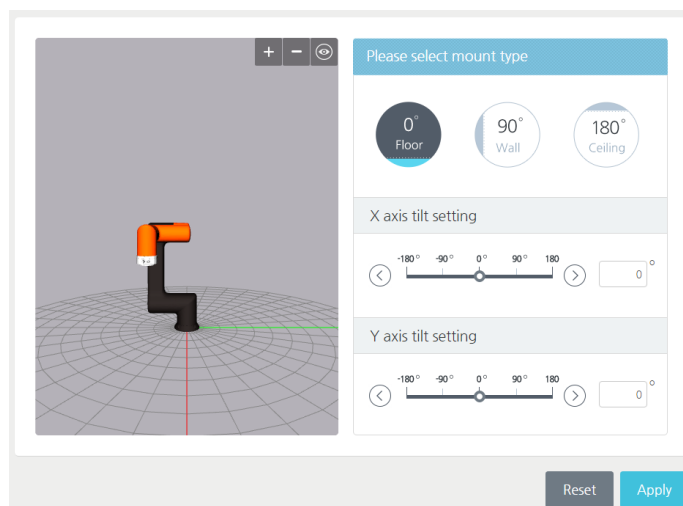 Please select mount type
0°
Floor
90°
Wall
180°
Ceiling
X axis tilt setting
-180° -90° 0° 90° 180
0 °
Y axis tilt setting
-180° -90° 0° 90° 180
0 °
Reset Apply